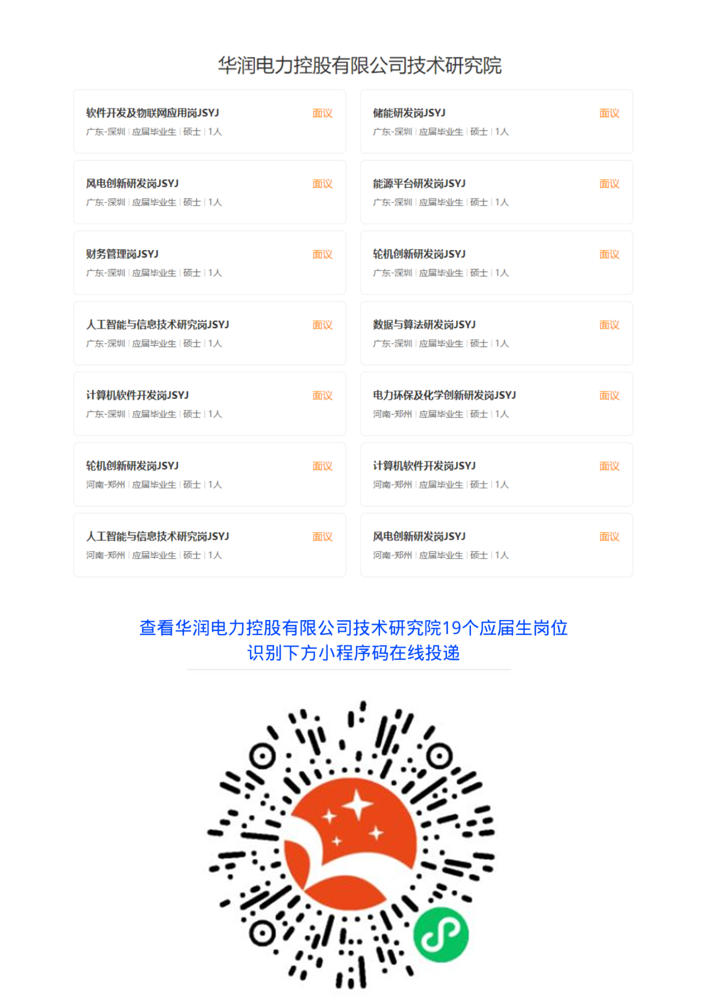 华润电力控股有限公司技术研究院
软件开发及物联网应用岗JSYJ 面议
广东-深圳 | 应届毕业生 | 硕士 | 1人
储能研发岗JSYJ 面议
广东-深圳 | 应届毕业生 | 硕士 | 1人
风电创新研发岗JSYJ 面议
广东-深圳 | 应届毕业生 | 硕士 | 1人
能源平台研发岗JSYJ 面议
广东-深圳 | 应届毕业生 | 硕士 | 1人
财务管理岗JSYJ 面议
广东-深圳 | 应届毕业生 | 硕士 | 1人
轮机创新研发岗JSYJ 面议
广东-深圳 | 应届毕业生 | 硕士 | 1人
人工智能与信息技术研究岗JSYJ 面议
广东-深圳 | 应届毕业生 | 硕士 | 1人
数据与算法研发岗JSYJ 面议
广东-深圳 | 应届毕业生 | 硕士 | 1人
计算机软件开发岗JSYJ 面议
广东-深圳 | 应届毕业生 | 硕士 | 1人
电力环保及化学创新研发岗JSYJ 面议
河南-郑州 | 应届毕业生 | 硕士 | 1人
轮机创新研发岗JSYJ 面议
河南-郑州 | 应届毕业生 | 硕士 | 1人
计算机软件开发岗JSYJ 面议
河南-郑州 | 应届毕业生 | 硕士 | 1人
人工智能与信息技术研究岗JSYJ 面议
河南-郑州 | 应届毕业生 | 硕士 | 1人
风电创新研发岗JSYJ 面议
河南-郑州 | 应届毕业生 | 硕士 | 1人
查看华润电力控股有限公司技术研究院19个应届生岗位
识别下方小程序码在线投递